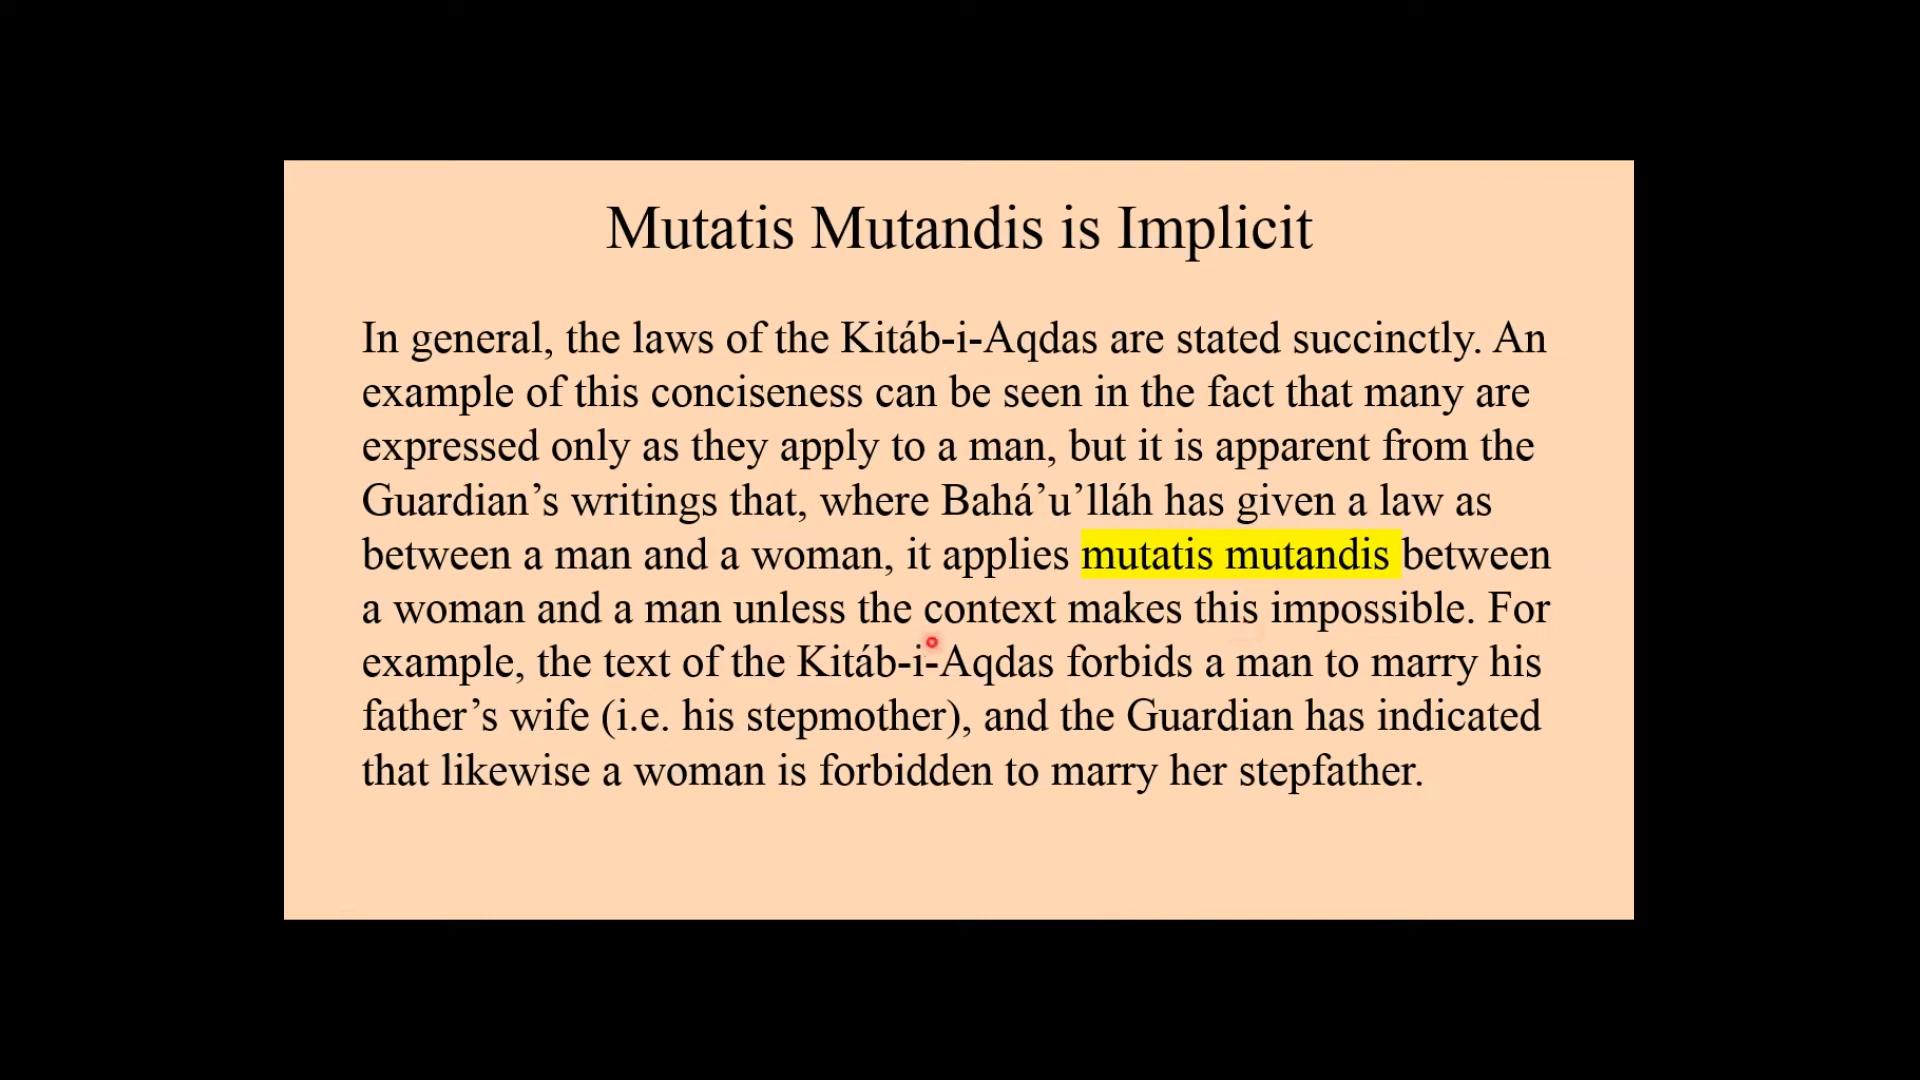 Mutatis Mutandis is Implicit
In general, the laws of the Kitáb-i-Aqdas are stated succinctly. An
example of this conciseness can be seen in the fact that many are
expressed only as they apply to a man, but it is apparent from the
Guardian’s writings that, where Bahá’u’lláh has given a law as
between a man and a woman, it applies mutatis mutandis between
a woman and a man unless the context makes this impossible. For
example, the text of the Kitáb-i-Aqdas forbids a man to marry his
father’s wife (i.e. his stepmother), and the Guardian has indicated
that likewise a woman is forbidden to marry her stepfather.